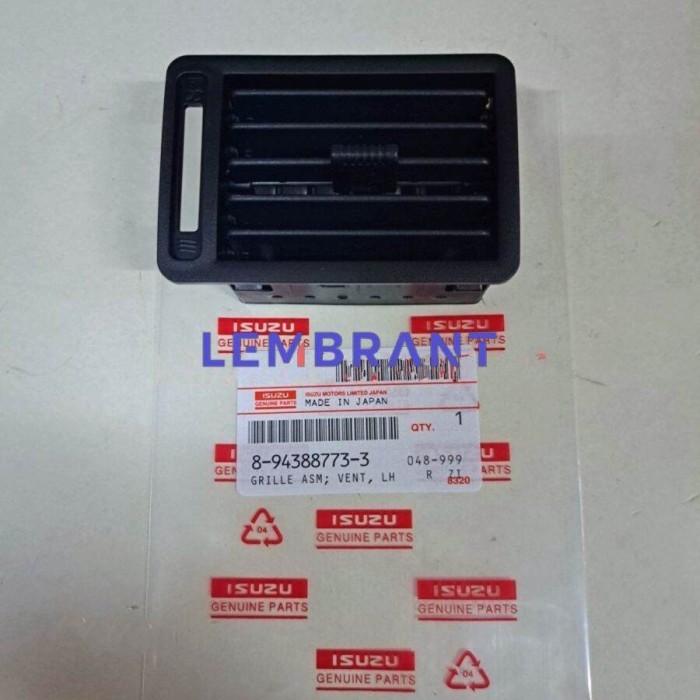 ISUZU
GENUINE PARTS
ISUZU
GENUINE PARTS
LEMBRANT
ISUZU
GENUINE PARTS
ISUZU MOTORS LIMITED JAPAN
MADE IN JAPAN
QTY. 1
8-94388773-3 048-999
GRILLE ASM; VENT, LH R ZI
8320
04
ISUZU
GENUINE PARTS
ISUZU
GENUINE PARTS
ISUZU
GENUINE PARTS
ISUZU
GENUINE PARTS
04